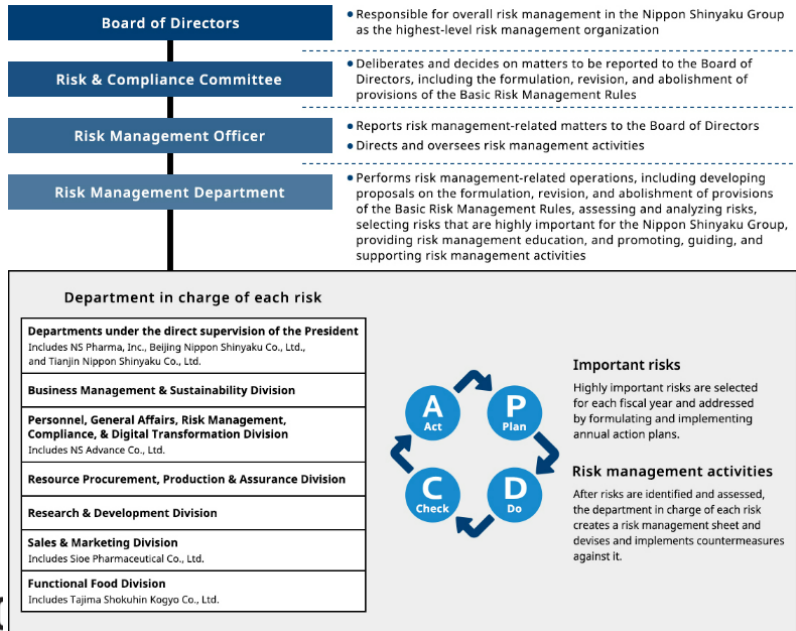 Board of Directors
• Responsible for overall risk management in the Nippon Shinyaku Group
as the highest-level risk management organization
Risk & Compliance Committee
• Deliberates and decides on matters to be reported to the Board of
Directors, including the formulation, revision, and abolishment of
provisions of the Basic Risk Management Rules
Risk Management Officer
• Reports risk management-related matters to the Board of Directors
• Directs and oversees risk management activities
Risk Management Department
• Performs risk management-related operations, including developing
proposals on the formulation, revision, and abolishment of provisions
of the Basic Risk Management Rules, assessing and analyzing risks,
selecting risks that are highly important for the Nippon Shinyaku Group,
providing risk management education, and promoting, guiding, and
supporting risk management activities
Department in charge of each risk
Departments under the direct supervision of the President
Includes NS Pharma, Inc., Beijing Nippon Shinyaku Co., Ltd.,
and Tianjin Nippon Shinyaku Co., Ltd.
Business Management & Sustainability Division
Personnel, General Affairs, Risk Management,
Compliance, & Digital Transformation Division
Includes NS Advance Co., Ltd.
Resource Procurement, Production & Assurance Division
Research & Development Division
Sales & Marketing Division
Includes Sioe Pharmaceutical Co., Ltd.
Functional Food Division
Includes Tajima Shokuhin Kogyo Co., Ltd.
A
Act
P
Plan
C
Check
D
Do
Important risks
Highly important risks are selected
for each fiscal year and addressed
by formulating and implementing
annual action plans.
Risk management activities
After risks are identified and assessed,
the department in charge of each risk
creates a risk management sheet and
devises and implements countermeasures
against it.